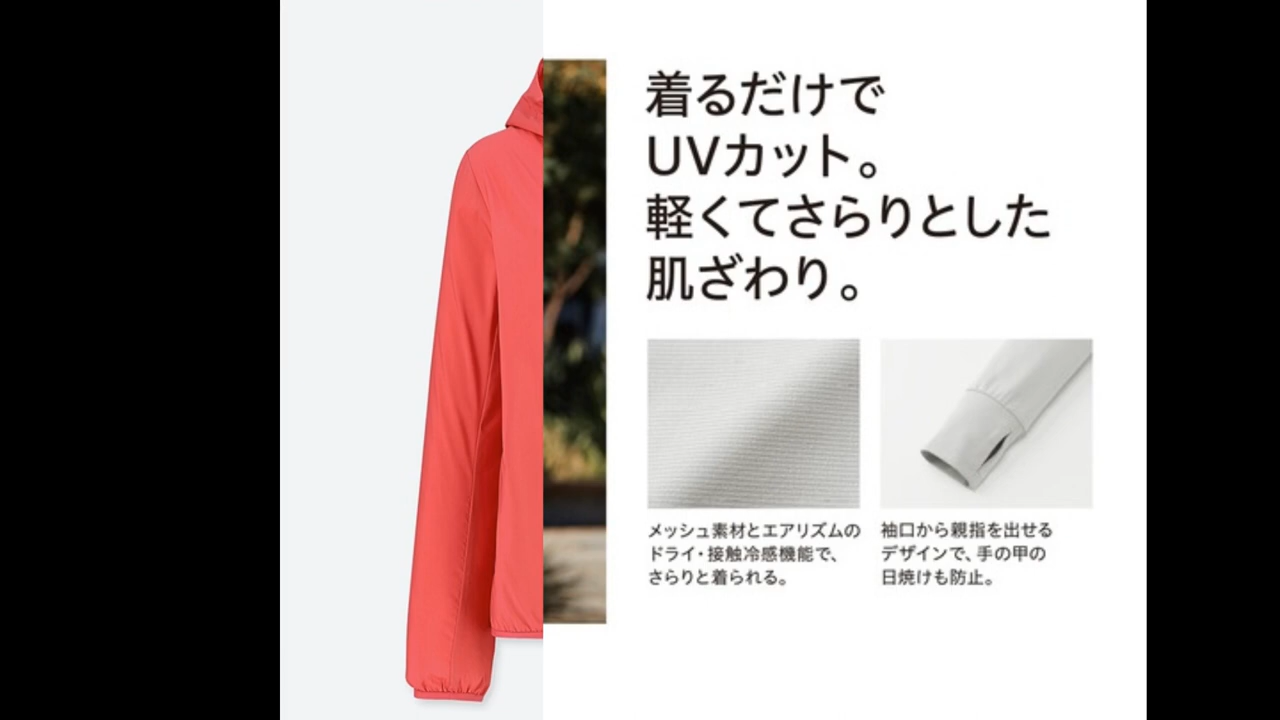 着るだけで
UVカット。
軽くてさらりとした
肌ざわり。
メッシュ素材とエアリズムの
ドライ・接触冷感機能で、
さらりと着られる。
袖口から親指を出せる
デザインで、手の甲の
日焼けも防止。